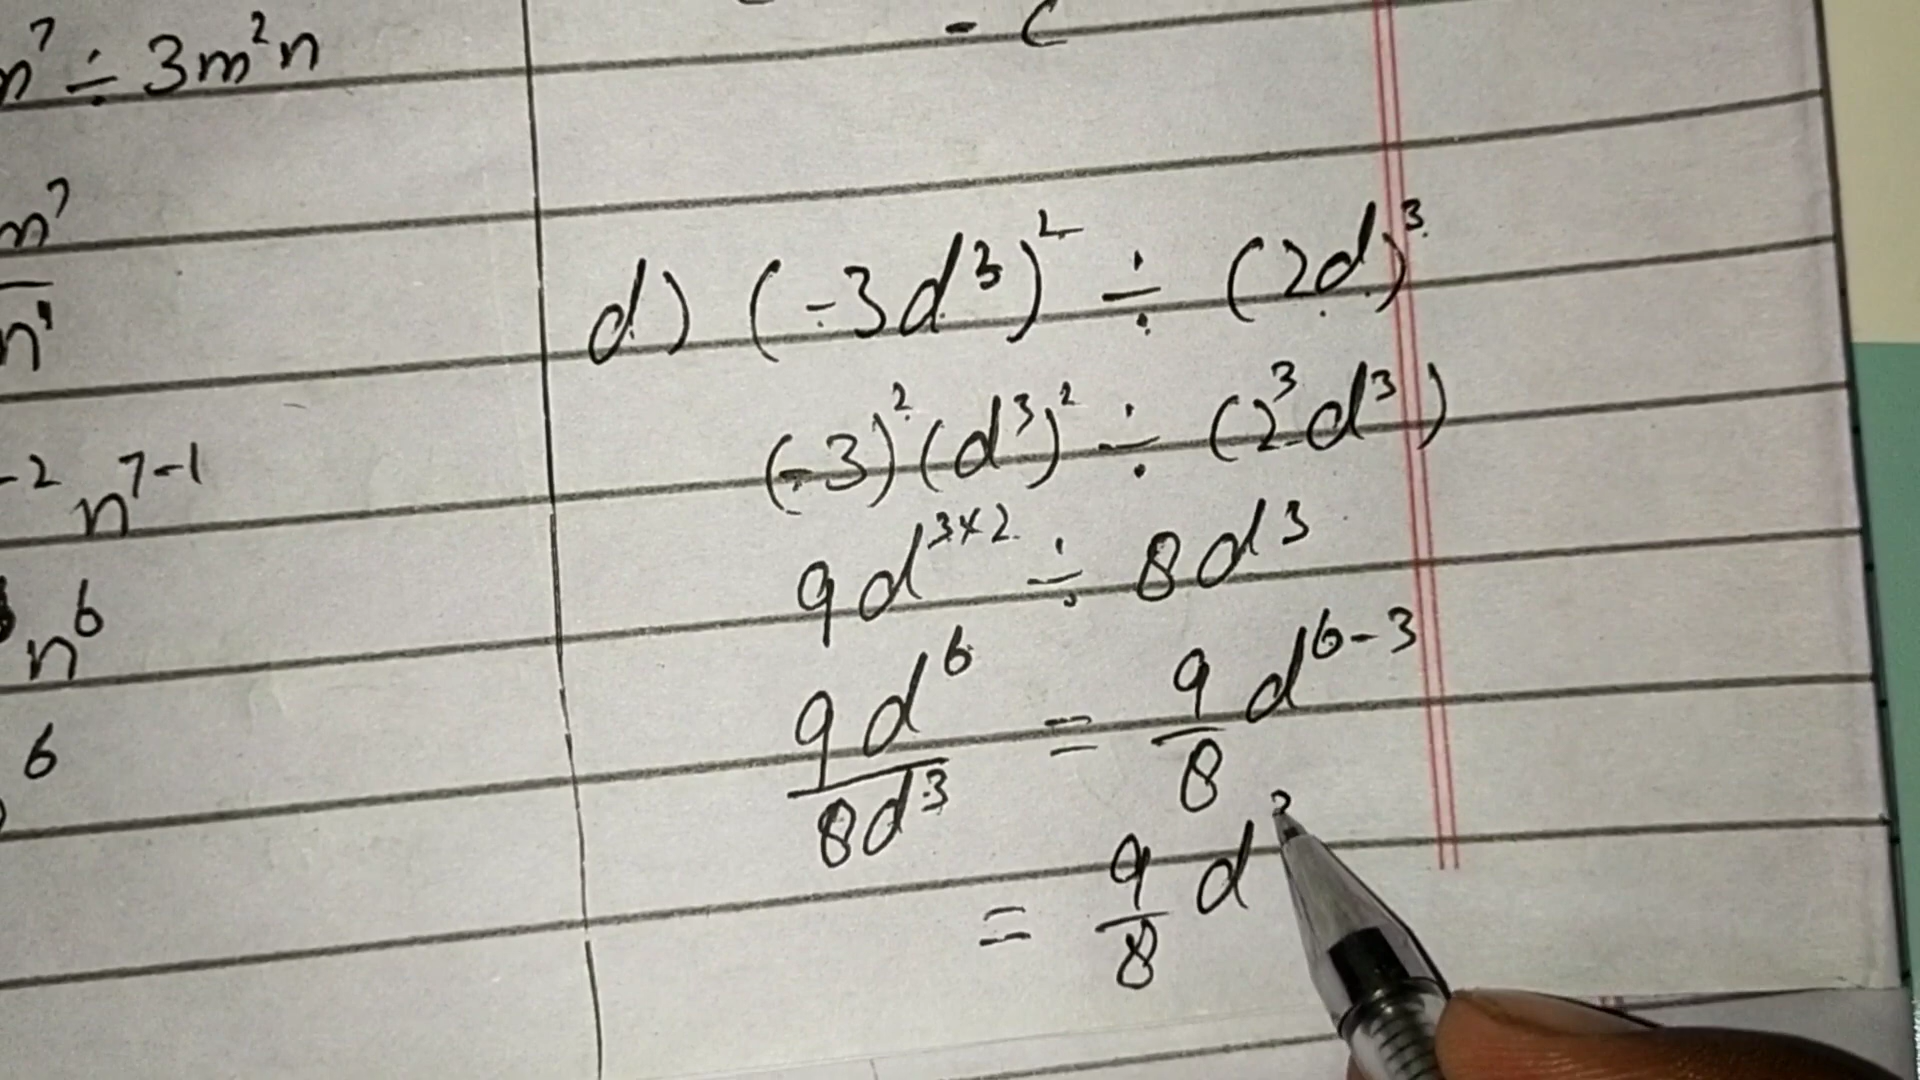 n⁷ ÷ 3m²n
m⁷
n¹
-2 n⁷⁻¹
n⁶
6
- c
d) (-3d³)² ÷ (2d)³
(-3)²(d³)² ÷ (2³d³)
9d³ˣ² ÷ 8d³
9d⁶/8d³ = 9/8 d⁶⁻³
= 9/8 d³